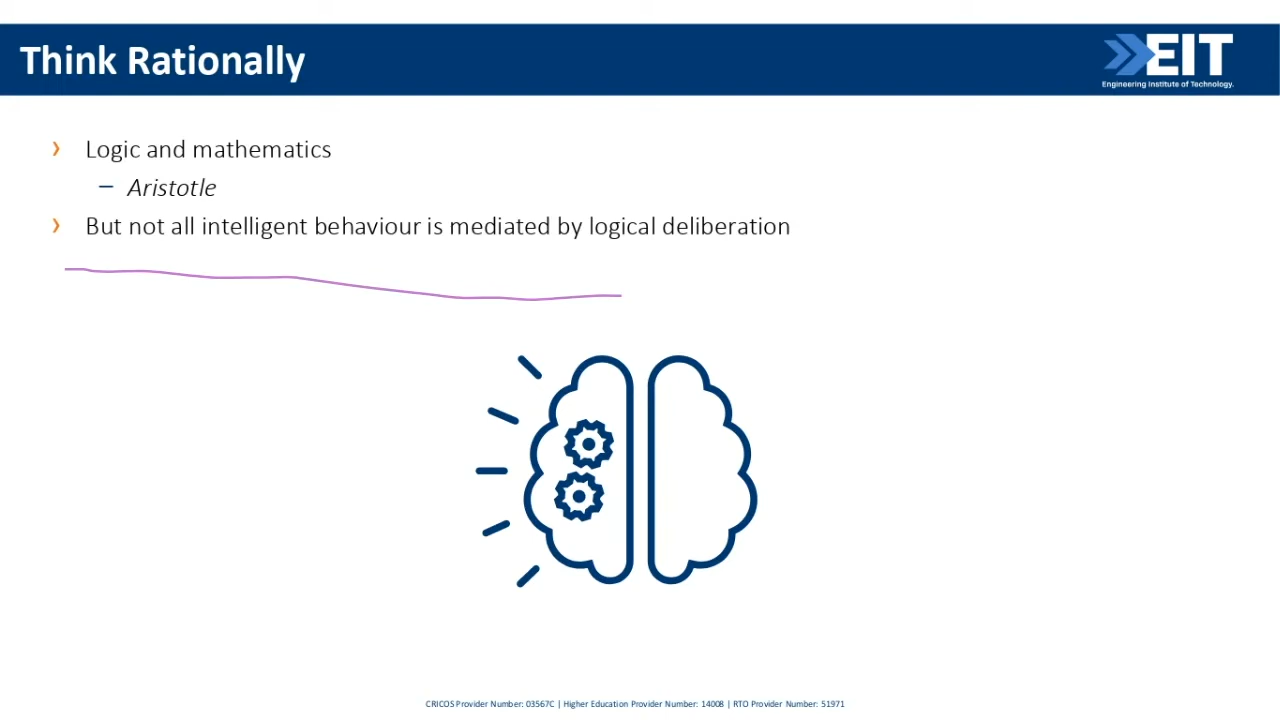 Think Rationally
EIT
Engineering Institute of Technology.
› Logic and mathematics
– Aristotle
› But not all intelligent behaviour is mediated by logical deliberation
CRICOS Provider Number: 03567C | Higher Education Provider Number: 14008 | RTO Provider Number: 51971